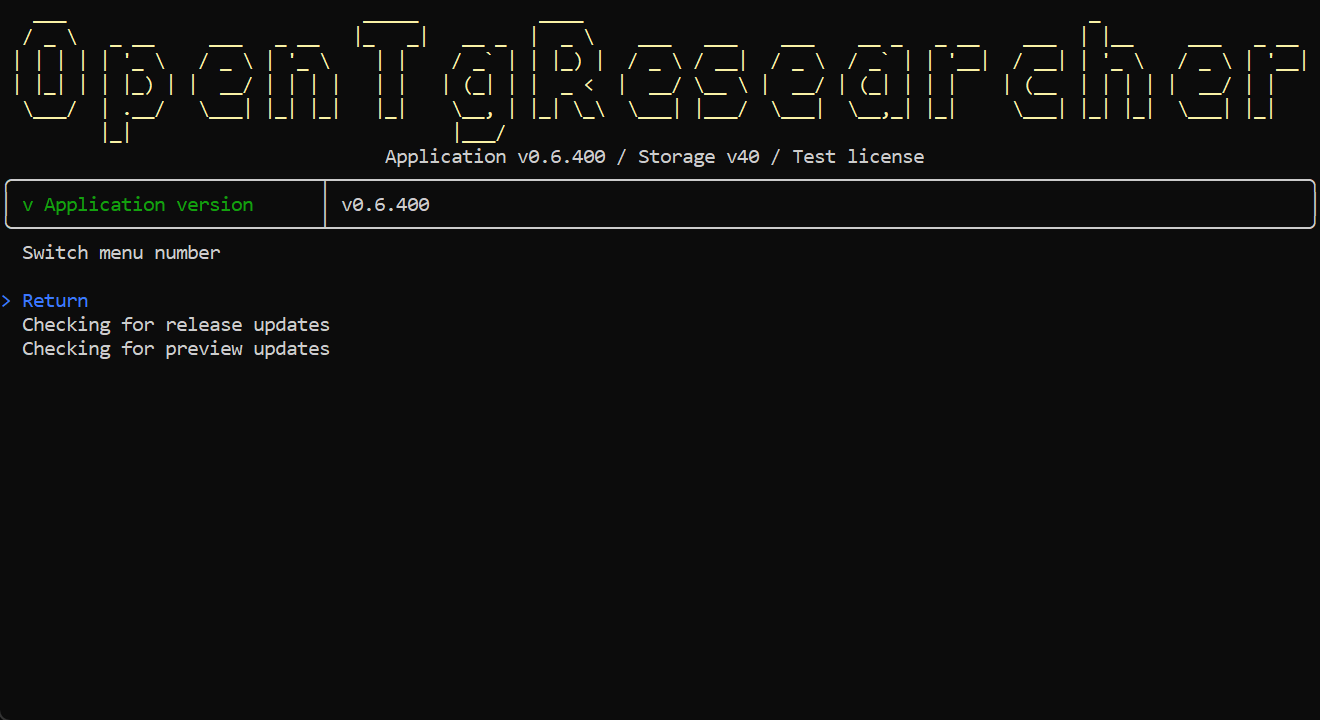 OpenTgResearcher
Application v0.6.400 / Storage v40 / Test license
v Application version v0.6.400
Switch menu number
> Return
Checking for release updates
Checking for preview updates